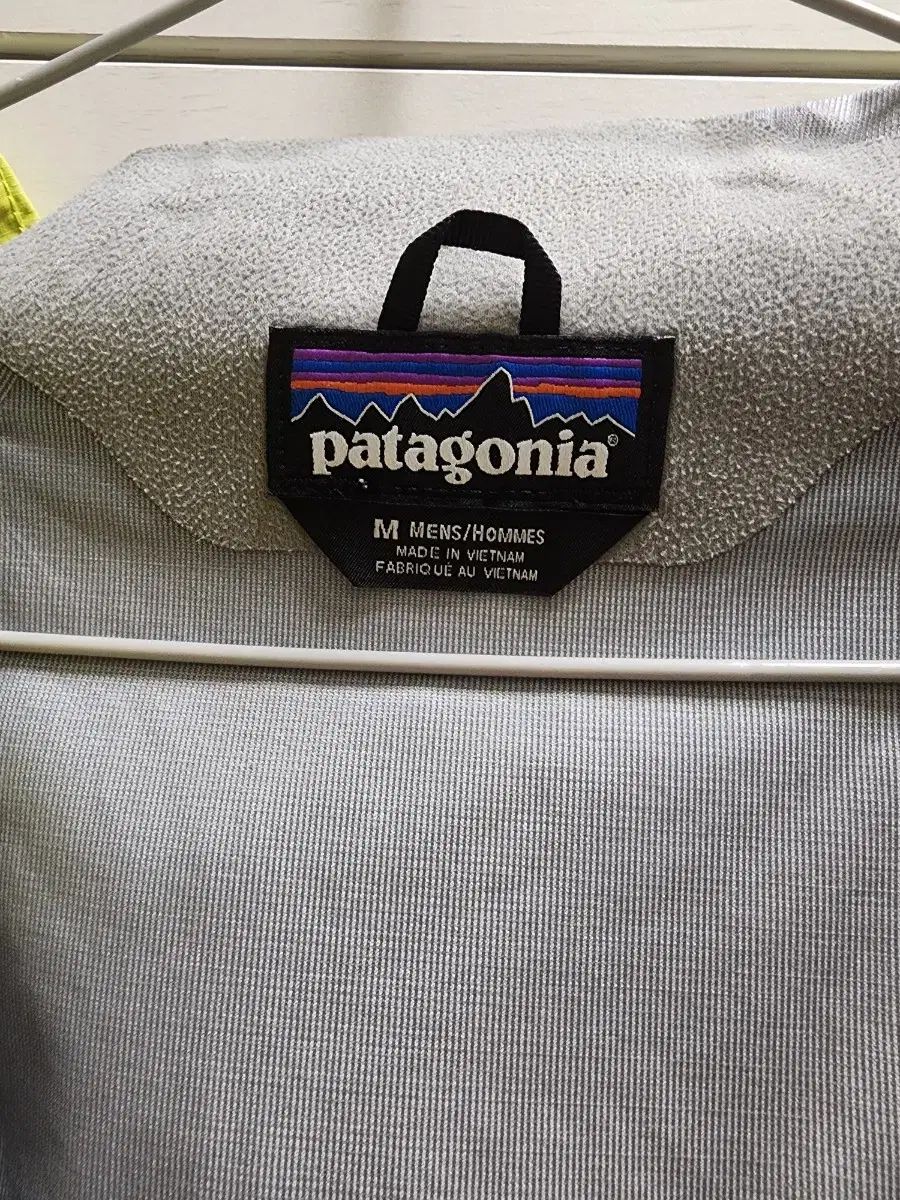 patagonia®
M MENS/HOMMES
MADE IN VIETNAM
FABRIQUÉ AU VIETNAM